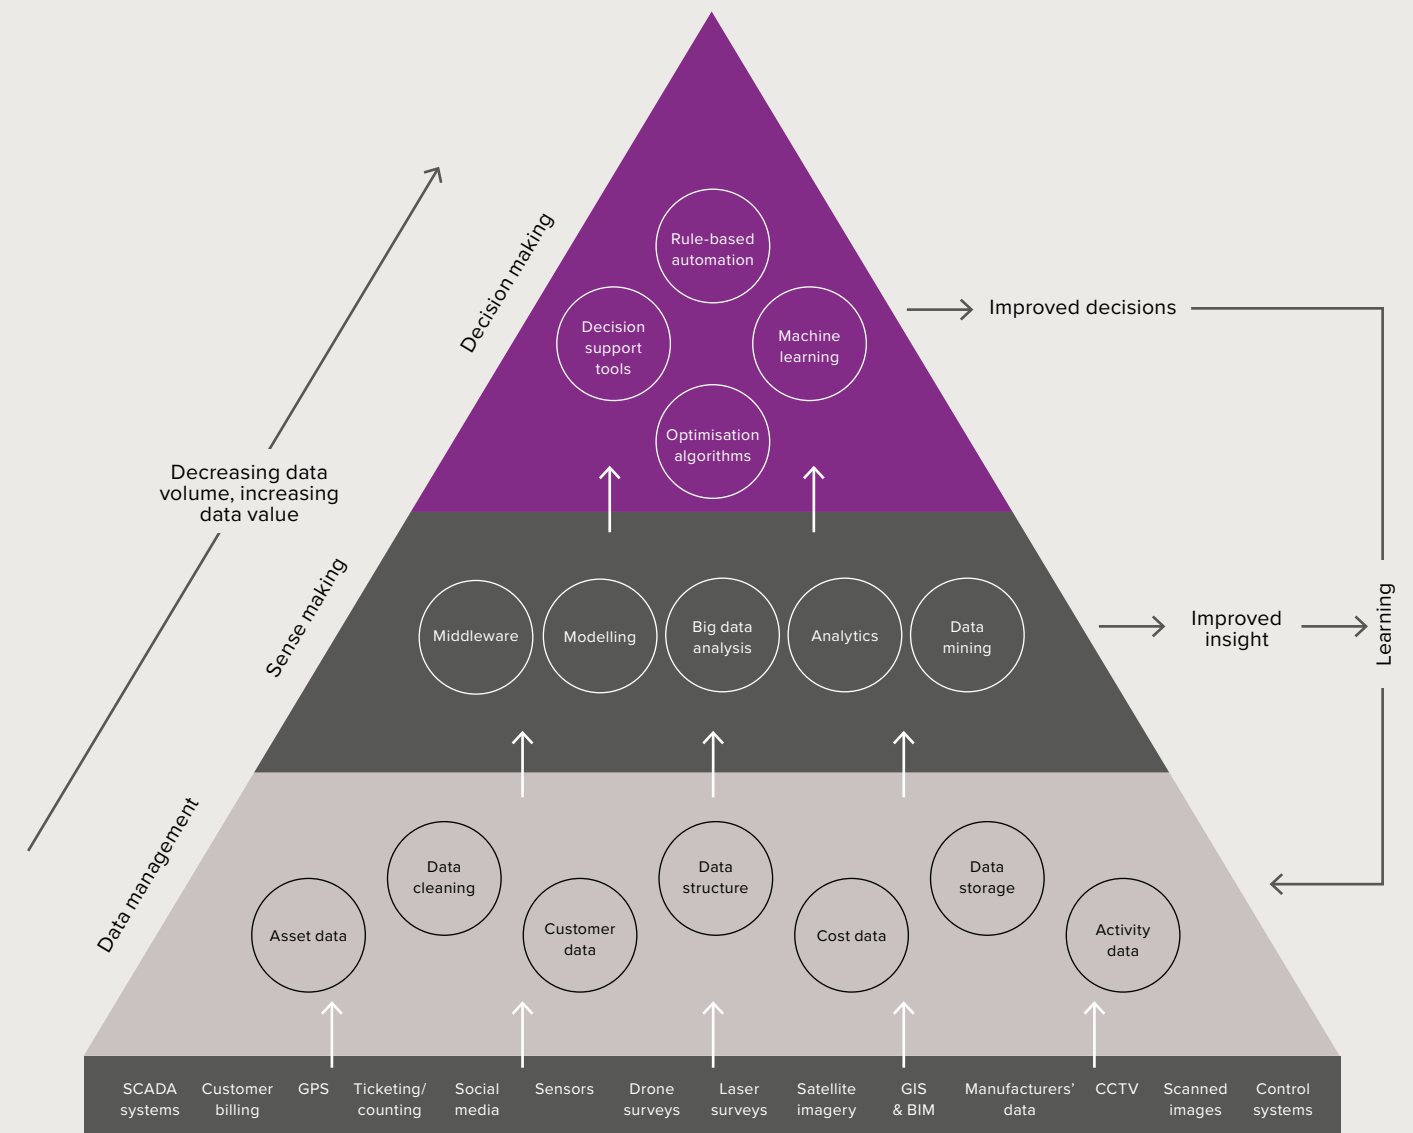 Decision making
Rule-based
automation
Decision
support
tools
Machine
learning
Optimisation
algorithms
Improved decisions
Decreasing data
volume, increasing
data value
Sense making
Middleware
Modelling
Big data
analysis
Analytics
Data
mining
Improved
insight
Learning
Data management
Asset data
Data
cleaning
Customer
data
Data
structure
Cost data
Data
storage
Activity
data
SCADA
systems
Customer
billing
GPS
Ticketing/
counting
Social
media
Sensors
Drone
surveys
Laser
surveys
Satellite
imagery
GIS
& BIM
Manufacturers’
data
CCTV
Scanned
images
Control
systems